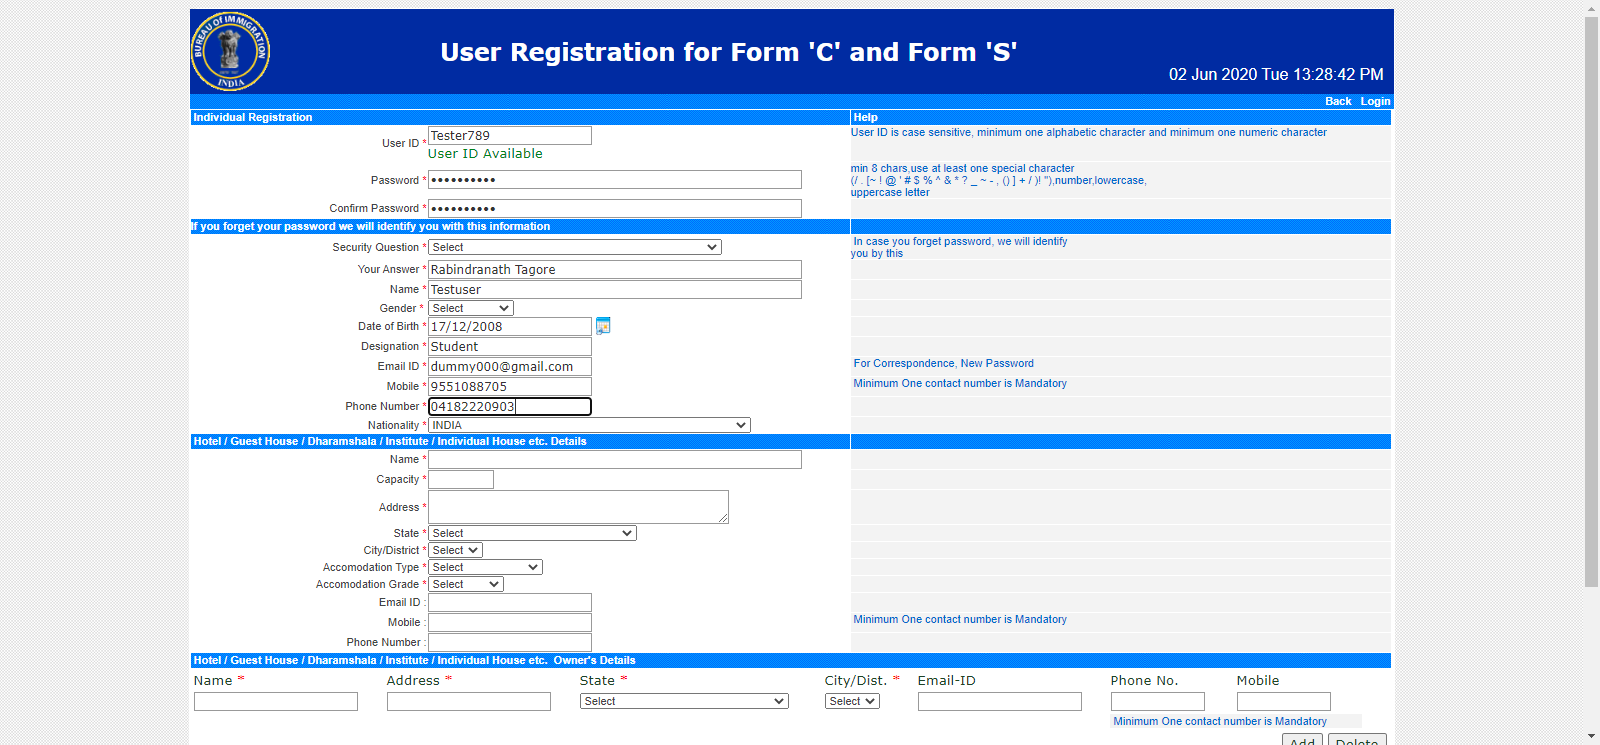 BUREAU OF IMMIGRATION
INDIA
User Registration for Form 'C' and Form 'S'
02 Jun 2020 Tue 13:28:42 PM
Back Login
Individual Registration Help
User ID * Tester789 User ID is case sensitive, minimum one alphabetic character and minimum one numeric character
User ID Available
Password * •••••••••• min 8 chars,use at least one special character
(/ . [~ ! @ ' # $ % ^ & * ? _ ~ - , () ] + / )! "),number,lowercase,
uppercase letter
Confirm Password * ••••••••••
If you forget your password we will identify you with this information
Security Question * Select In case you forget password, we will identify
you by this
Your Answer * Rabindranath Tagore
Name * Testuser
Gender * Select
Date of Birth * 17/12/2008
Designation * Student
Email ID * dummy000@gmail.com For Correspondence, New Password
Mobile * 9551088705 Minimum One contact number is Mandatory
Phone Number * 04182220903
Nationality * INDIA
Hotel / Guest House / Dharamshala / Institute / Individual House etc. Details
Name *
Capacity *
Address *
State * Select
City/District * Select
Accomodation Type * Select
Accomodation Grade * Select
Email ID :
Mobile : Minimum One contact number is Mandatory
Phone Number :
Hotel / Guest House / Dharamshala / Institute / Individual House etc. Owner's Details
Name * Address * State * City/Dist. * Email-ID Phone No. Mobile
Select Select
Minimum One contact number is Mandatory
Add Delete